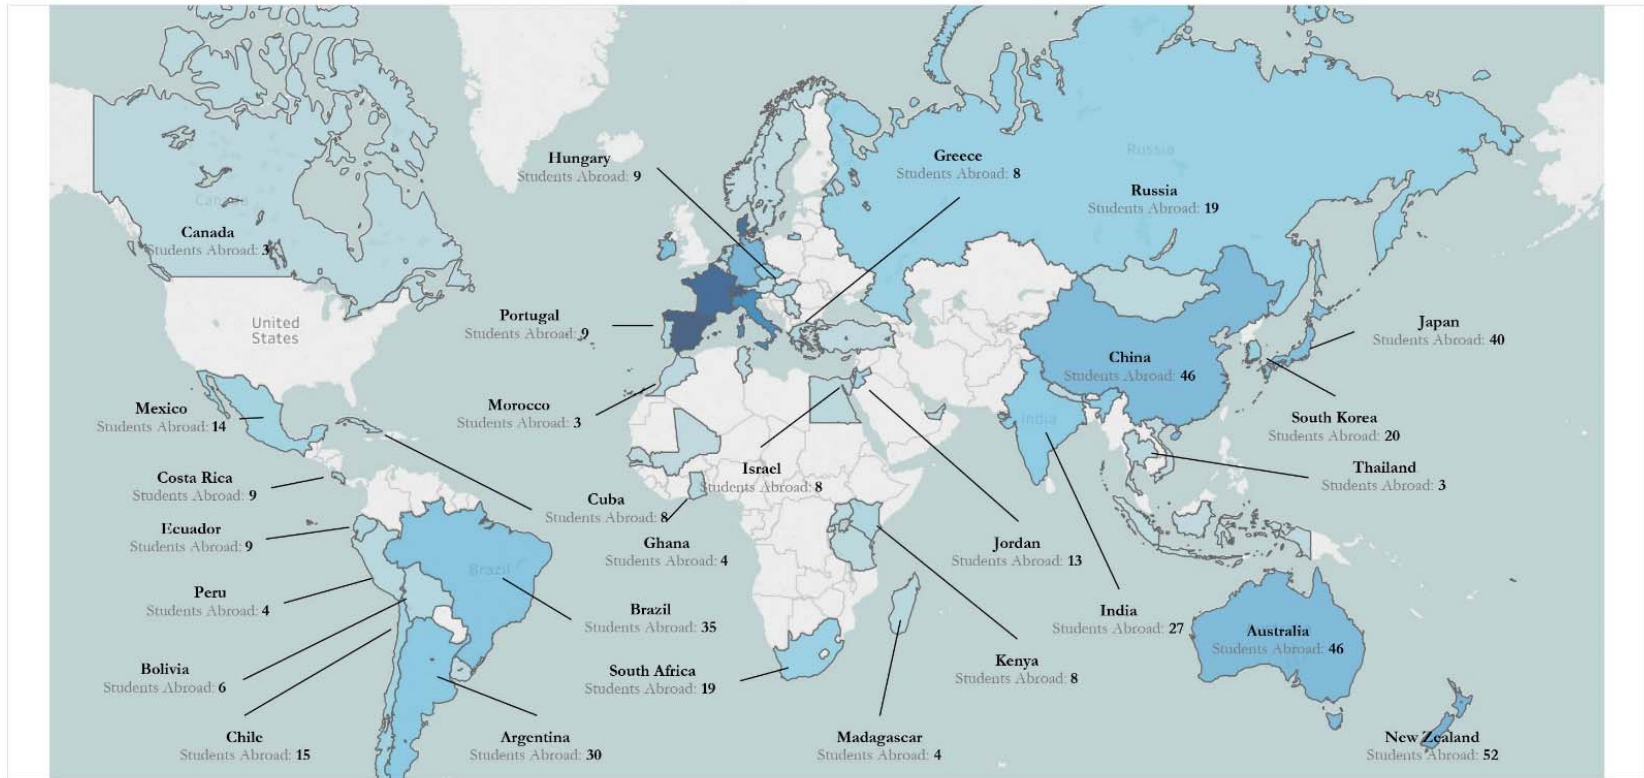 Russia
Hungary
Students Abroad: 9
Greece
Students Abroad: 8
Russia
Students Abroad: 19
Canada
Canada
Students Abroad: 3
United
States
Portugal
Students Abroad: 9
Japan
Students Abroad: 40
China
Students Abroad: 46
Mexico
Students Abroad: 14
Morocco
Students Abroad: 3
India
South Korea
Students Abroad: 20
Costa Rica
Students Abroad: 9
Cuba
Students Abroad: 8
Israel
Students Abroad: 8
Thailand
Students Abroad: 3
Ecuador
Students Abroad: 9
Ghana
Students Abroad: 4
Jordan
Students Abroad: 13
Brazil
Peru
Students Abroad: 4
Brazil
Students Abroad: 35
India
Students Abroad: 27
Australia
Students Abroad: 46
Bolivia
Students Abroad: 6
South Africa
Students Abroad: 19
Kenya
Students Abroad: 8
Chile
Students Abroad: 15
Argentina
Students Abroad: 30
Madagascar
Students Abroad: 4
New Zealand
Students Abroad: 52